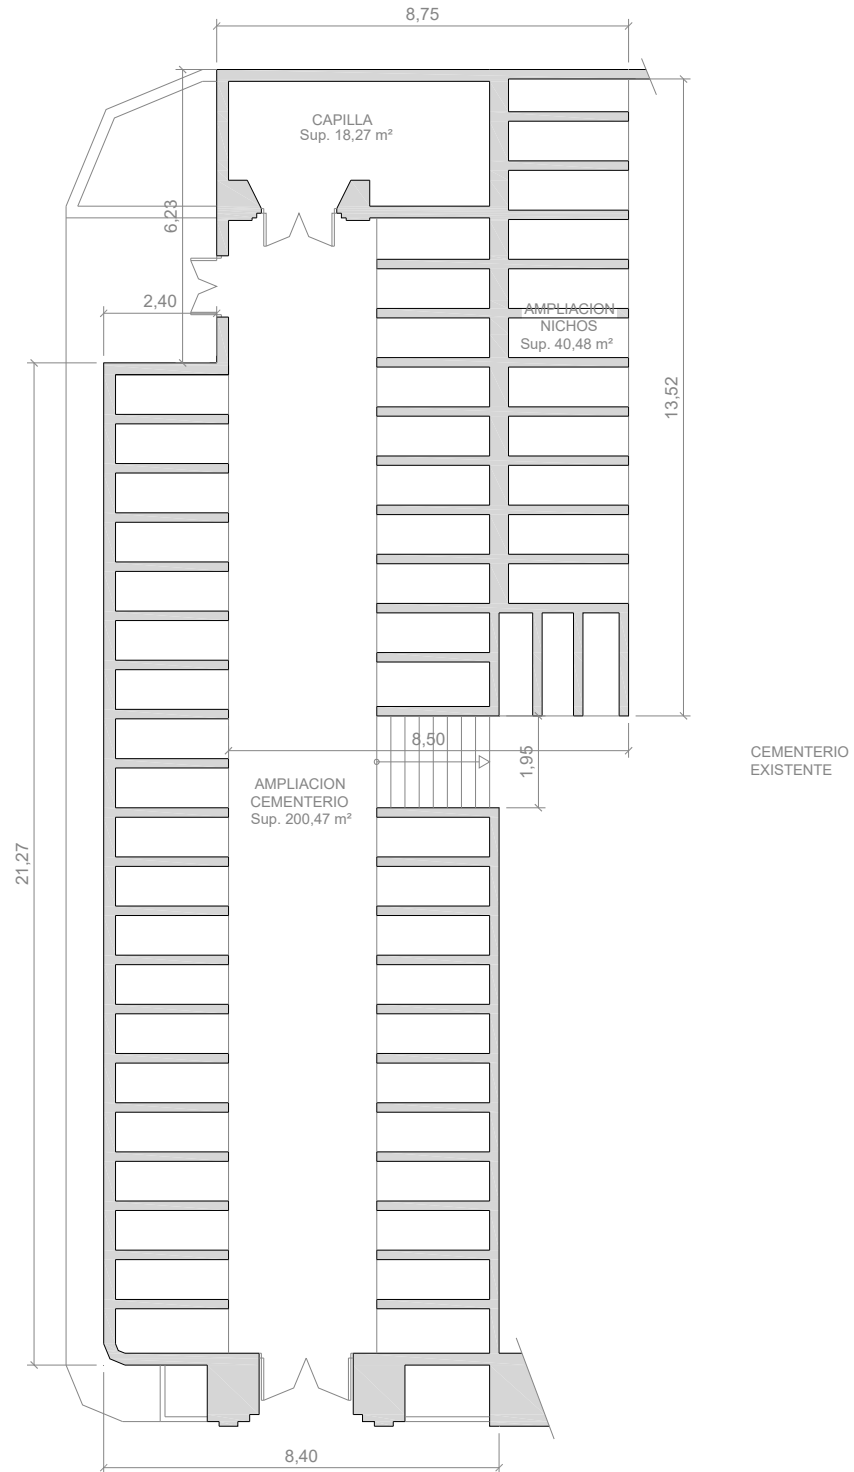 8,75
CAPILLA
Sup. 18,27 m²
6,23
2,40
AMPLIACION
NICHOS
Sup. 40,48 m²
13,52
8,50
1,95
CEMENTERIO
EXISTENTE
AMPLIACION
CEMENTERIO
Sup. 200,47 m²
21,27
8,40